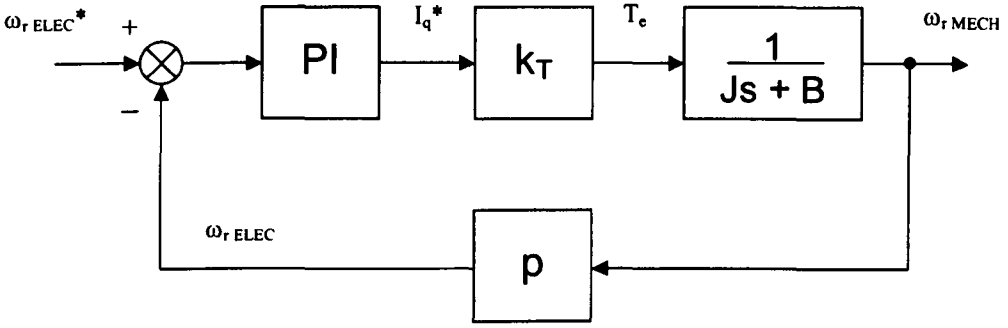 ω_r ELEC*
+
−
PI
I_q*
k_T
T_e
1
Js + B
ω_r MECH
ω_r ELEC
p